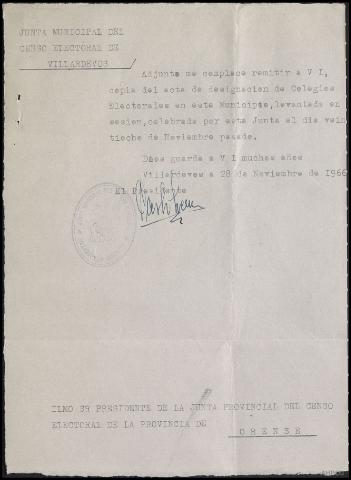 JUNTA MUNICIPAL DEL
CENSO ELECTORAL DE
VILLARDEVOS /
Adjunto me complace remitir a V I,
copia del acta de designacion de Colegios
Electorales en este Municipio, levantada en
sesion, celebrada por esta Junta el dia vein
tiocho de Noviembre pasado.
Dios guarde a V I muchos años
Villardevos a 28 de Noviembre de 1966
El Presidente
ILMO SR PRESIDENTE DE LA JUNTA PROVINCIAL DEL CENSO
ELECTORAL DE LA PROVINCIA DE
ORENSE